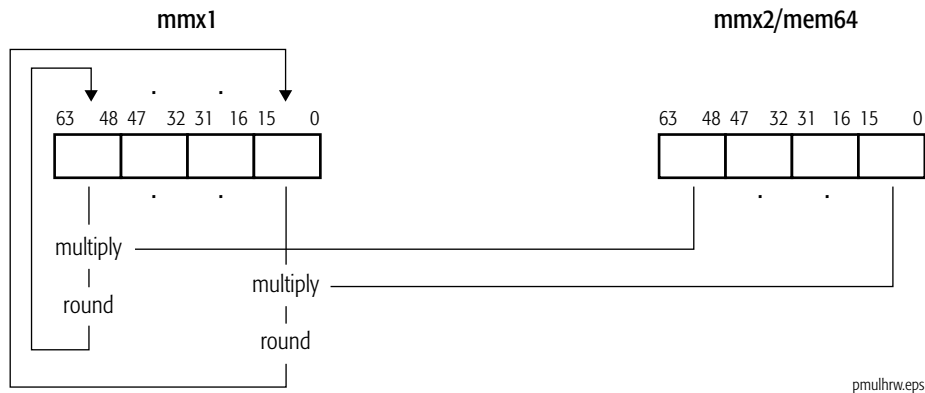 mmx1 mmx2/mem64
. . 
63 48 47 32 31 16 15 0 63 48 47 32 31 16 15 0
. . . .
multiply
multiply
round
round
pmulhrw.eps